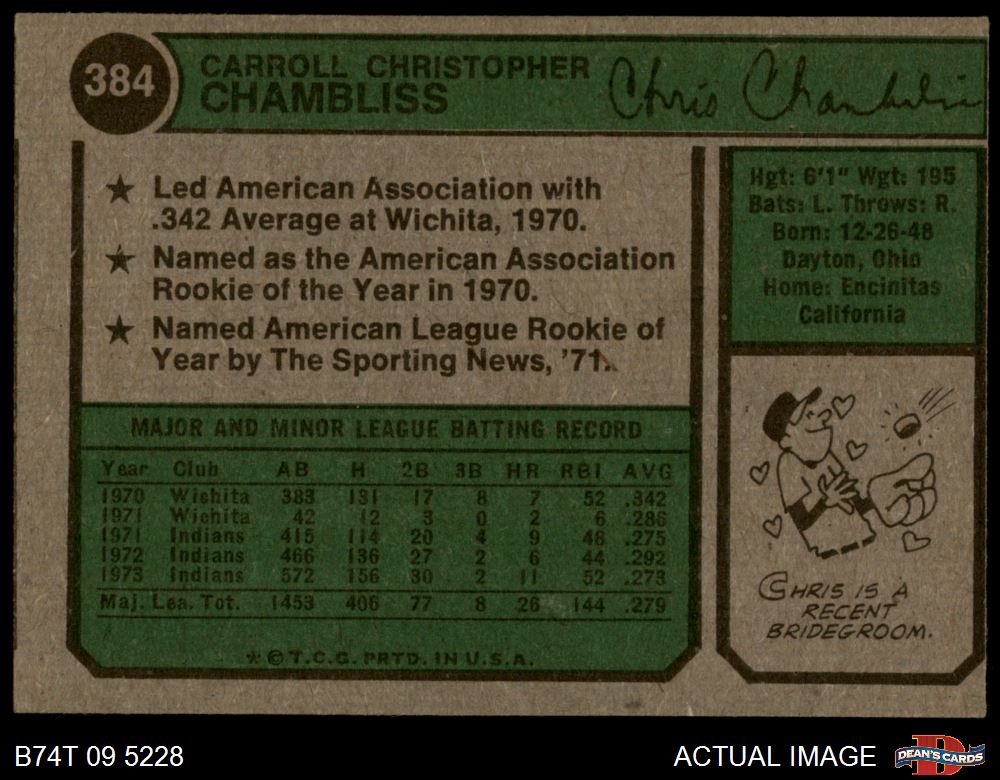 384
CARROLL CHRISTOPHER
CHAMBLISS
Chris Chambliss
★ Led American Association with
.342 Average at Wichita, 1970.
★ Named as the American Association
Rookie of the Year in 1970.
★ Named American League Rookie of
Year by The Sporting News, '71.
Hgt: 6'1" Wgt: 195
Bats: L. Throws: R.
Born: 12-26-48
Dayton, Ohio
Home: Encinitas
California
MAJOR AND MINOR LEAGUE BATTING RECORD
Year Club AB H 2B 3B HR RBI AVG
1970 Wichita 383 131 17 8 7 52 .342
1971 Wichita 42 12 3 0 2 6 .286
1971 Indians 415 114 20 4 9 48 .275
1972 Indians 466 136 27 2 6 44 .292
1973 Indians 572 156 30 2 11 52 .273
Maj. Lea. Tot. 1453 406 77 8 26 144 .279
* © T.C.G. PRTD. IN U.S.A.
CHRIS IS A
RECENT
BRIDEGROOM.
B74T 09 5228
ACTUAL IMAGE
DEAN'S CARDS